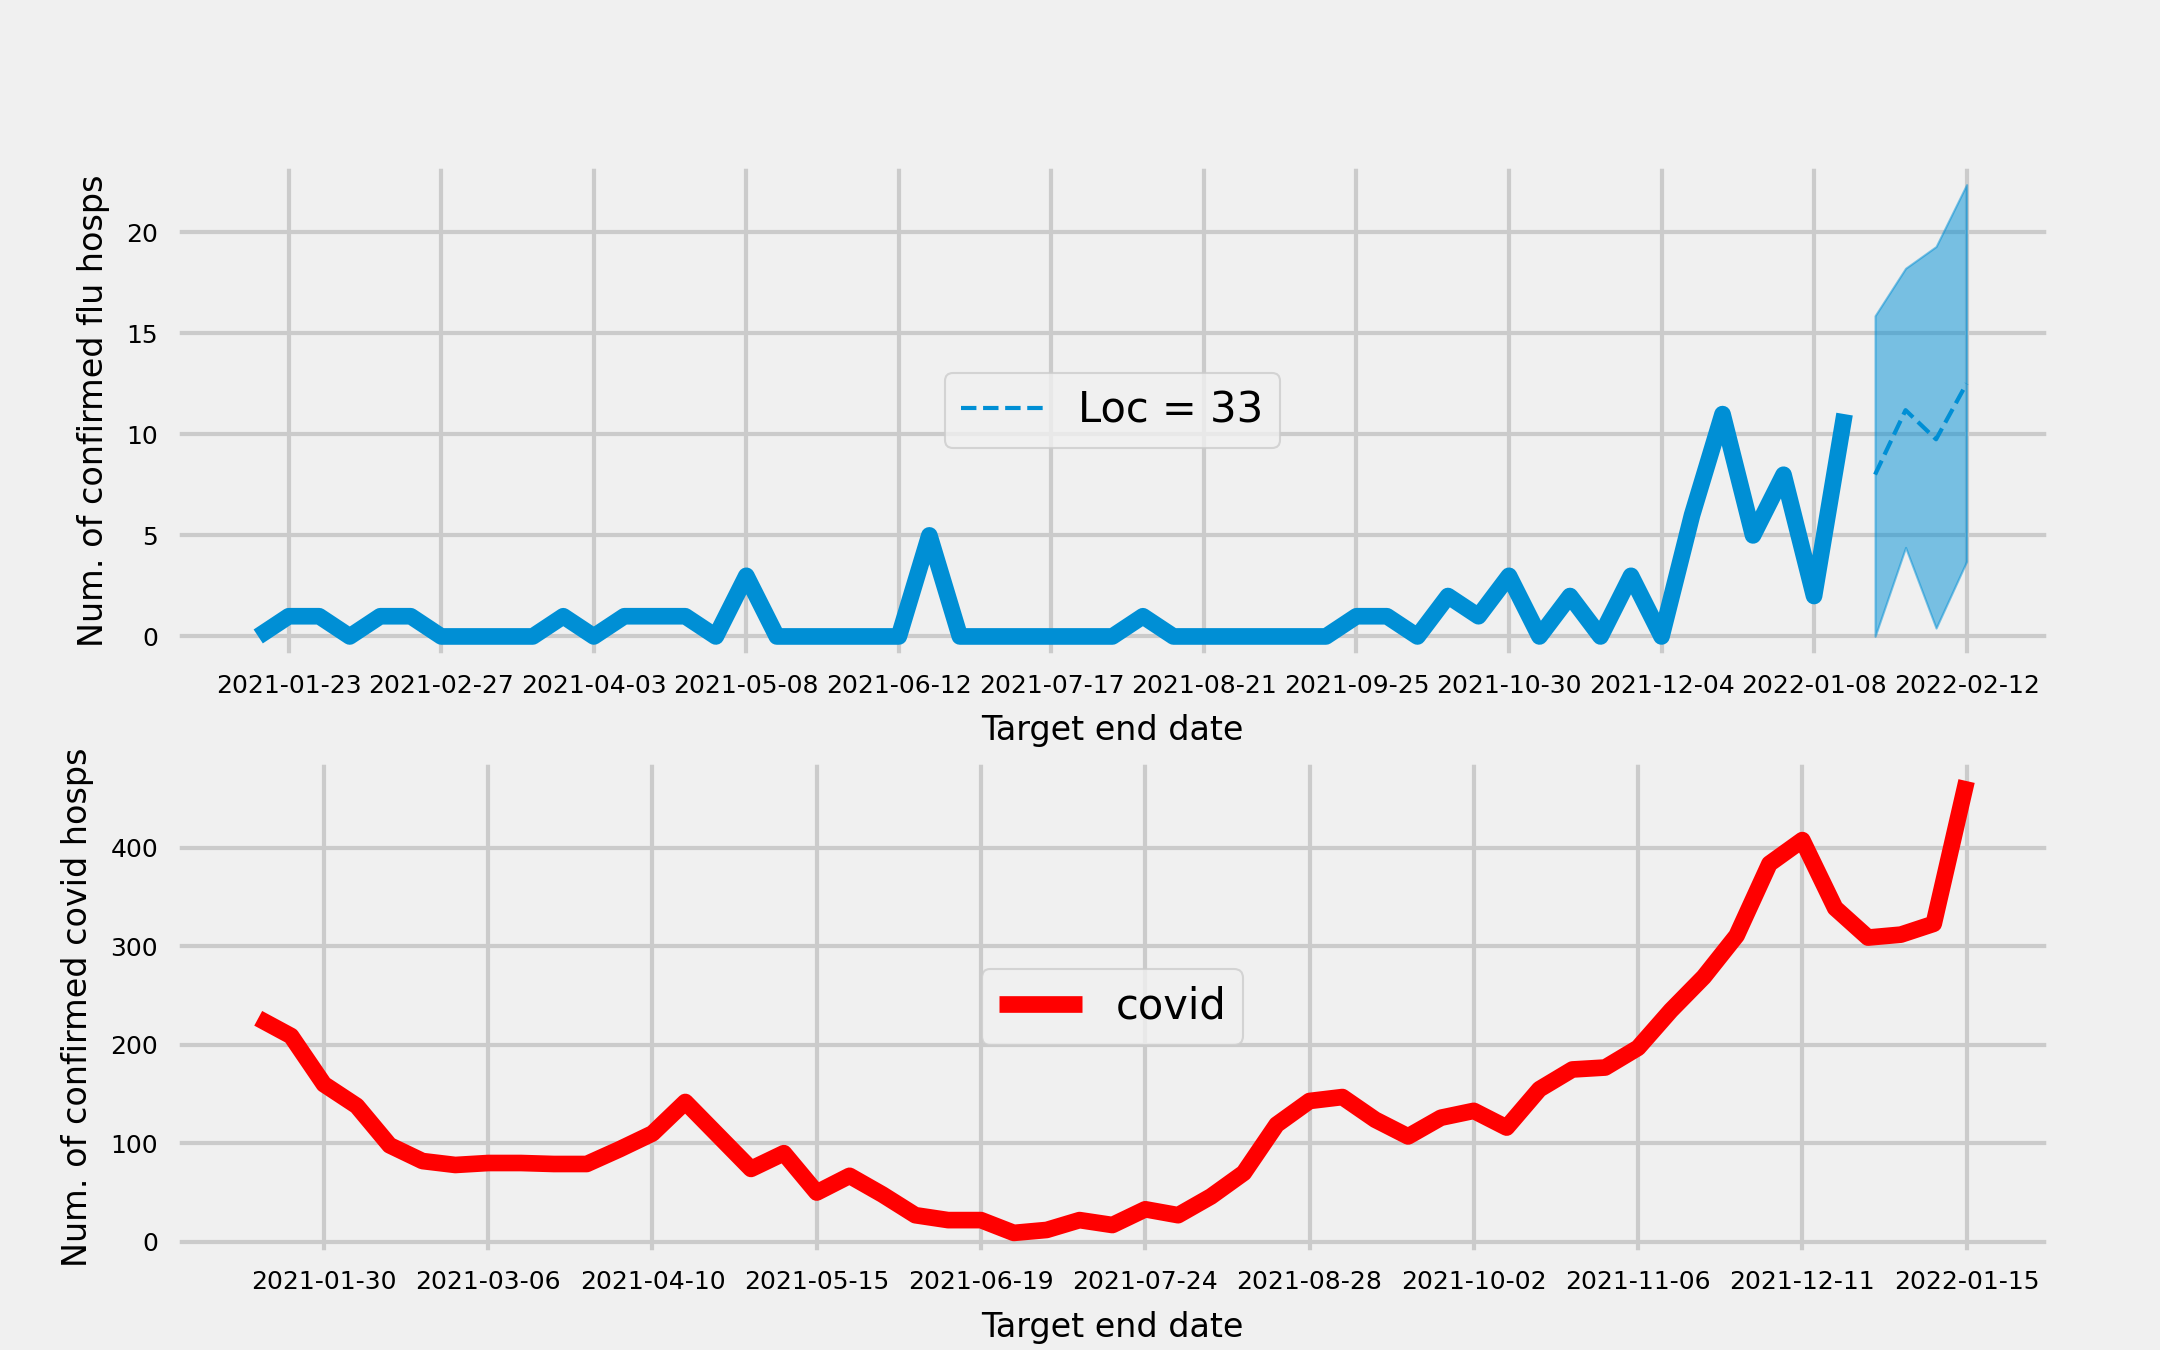 Num. of confirmed flu hosps
20
15
10
5
0
Loc = 33
2021-01-23 2021-02-27 2021-04-03 2021-05-08 2021-06-12 2021-07-17 2021-08-21 2021-09-25 2021-10-30 2021-12-04 2022-01-08 2022-02-12
Target end date
Num. of confirmed covid hosps
400
300
200
100
0
covid
2021-01-30 2021-03-06 2021-04-10 2021-05-15 2021-06-19 2021-07-24 2021-08-28 2021-10-02 2021-11-06 2021-12-11 2022-01-15
Target end date